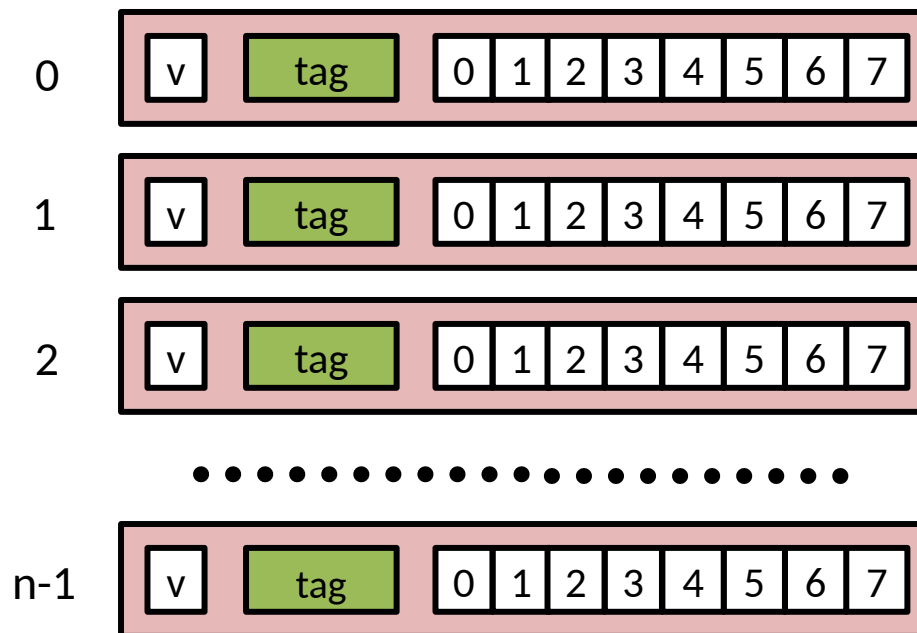 0 v tag 0 1 2 3 4 5 6 7
1 v tag 0 1 2 3 4 5 6 7
2 v tag 0 1 2 3 4 5 6 7
n-1 v tag 0 1 2 3 4 5 6 7